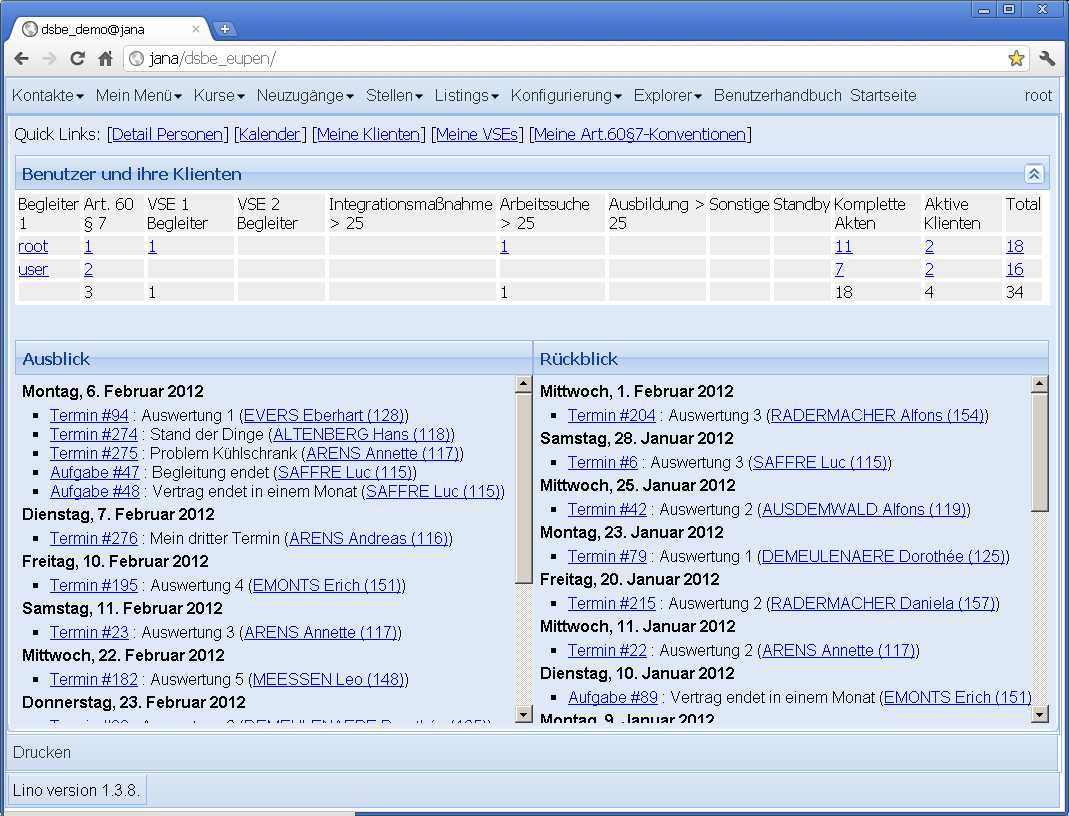 dsbe_demo@jana
jana/dsbe_eupen/
Kontakte Mein Menü Kurse Neuzugänge Stellen Listings Konfigurierung Explorer Benutzerhandbuch Startseite root
Quick Links: [Detail Personen] [Kalender] [Meine Klienten] [Meine VSEs] [Meine Art.60§7-Konventionen]
Benutzer und ihre Klienten
Begleiter 1 Art. 60 § 7 VSE 1 Begleiter VSE 2 Begleiter Integrationsmaßnahme > 25 Arbeitssuche > 25 Ausbildung > 25 Sonstige Standby Komplette Akten Aktive Klienten Total
root 1 1 1 11 2 18
user 2 7 2 16
3 1 1 18 4 34
Ausblick
Montag, 6. Februar 2012
Termin #94 : Auswertung 1 (EVERS Eberhart (128))
Termin #274 : Stand der Dinge (ALTENBERG Hans (118))
Termin #275 : Problem Kühlschrank (ARENS Annette (117))
Aufgabe #47 : Begleitung endet (SAFFRE Luc (115))
Aufgabe #48 : Vertrag endet in einem Monat (SAFFRE Luc (115))
Dienstag, 7. Februar 2012
Termin #276 : Mein dritter Termin (ARENS Andreas (116))
Freitag, 10. Februar 2012
Termin #195 : Auswertung 4 (EMONTS Erich (151))
Samstag, 11. Februar 2012
Termin #23 : Auswertung 3 (ARENS Annette (117))
Mittwoch, 22. Februar 2012
Termin #182 : Auswertung 5 (MEESSEN Leo (148))
Donnerstag, 23. Februar 2012
Rückblick
Mittwoch, 1. Februar 2012
Termin #204 : Auswertung 3 (RADERMACHER Alfons (154))
Samstag, 28. Januar 2012
Termin #6 : Auswertung 3 (SAFFRE Luc (115))
Mittwoch, 25. Januar 2012
Termin #42 : Auswertung 2 (AUSDEMWALD Alfons (119))
Montag, 23. Januar 2012
Termin #79 : Auswertung 1 (DEMEULENAERE Dorothée (125))
Freitag, 20. Januar 2012
Termin #215 : Auswertung 2 (RADERMACHER Daniela (157))
Mittwoch, 11. Januar 2012
Termin #22 : Auswertung 2 (ARENS Annette (117))
Dienstag, 10. Januar 2012
Aufgabe #89 : Vertrag endet in einem Monat (EMONTS Erich (151)
Montag, 9. Januar 2012
Drucken
Lino version 1.3.8.